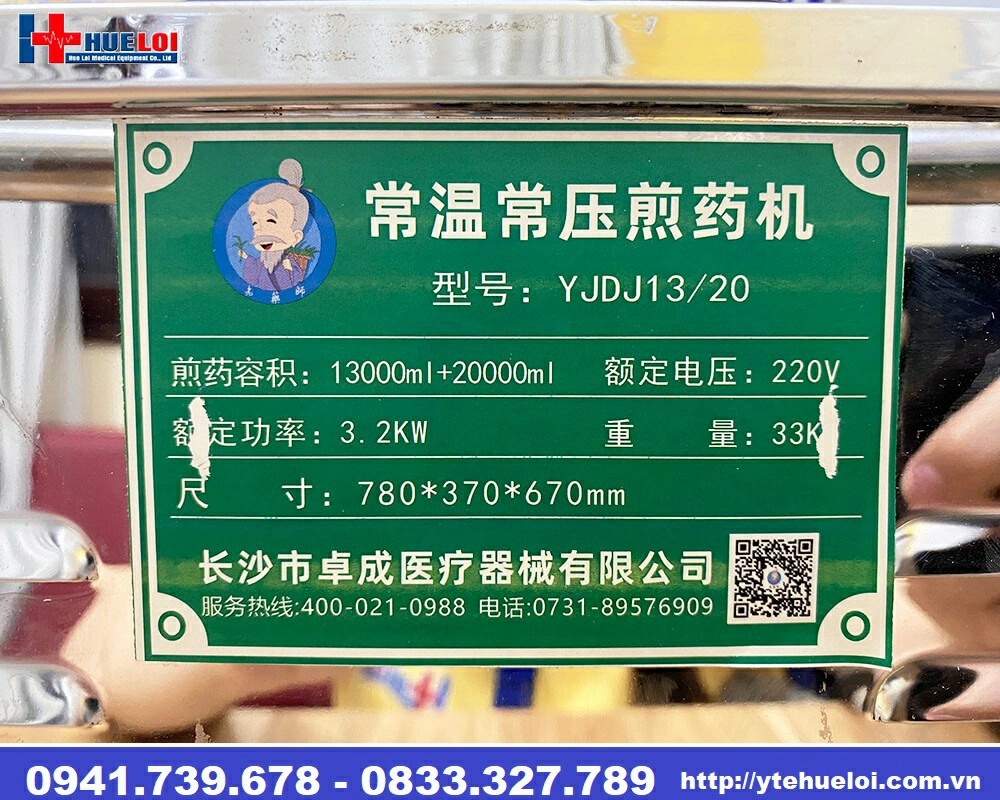 HUELOI
Hue Loi Medical Equipment Co., Ltd
常温常压煎药机
型号：YJDJ13/20
煎药容积：13000ml+20000ml 额定电压：220V
额定功率：3.2KW 重 量：33K
尺 寸：780*370*670mm
长沙市卓成医疗器械有限公司
服务热线:400-021-0988 电话:0731-89576909
0941.739.678 - 0833.327.789 http://ytehueloi.com.vn